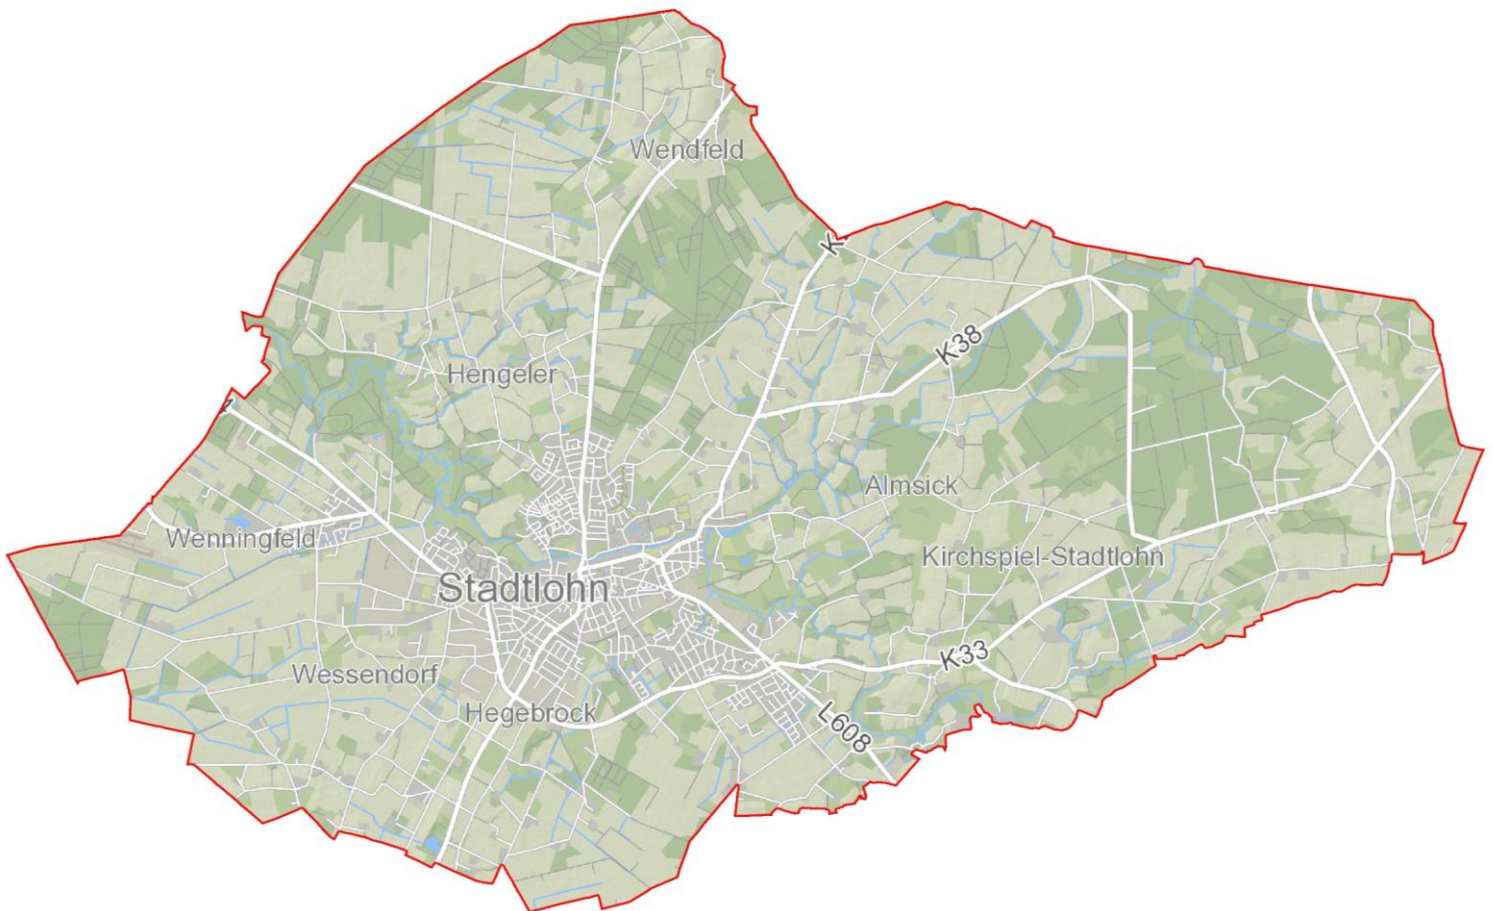 Wendfeld
K
K38
Hengeler
Almsick
Wenningfeld
Kirchspiel-Stadtlohn
Stadtlohn
K33
Wessendorf
Hegebrock
L608